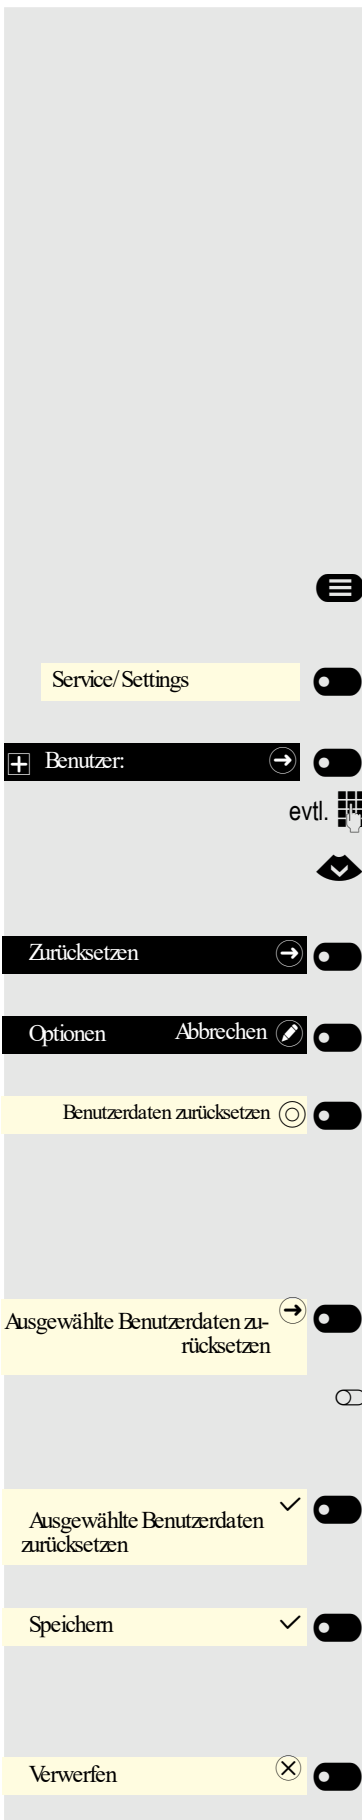 Service/Settings
Benutzer:
evtl.
Zurücksetzen
Optionen Abbrechen
Benutzerdaten zurücksetzen
Ausgewählte Benutzerdaten zu-
rücksetzen
Ausgewählte Benutzerdaten
zurücksetzen
Speichern
Verwerfen